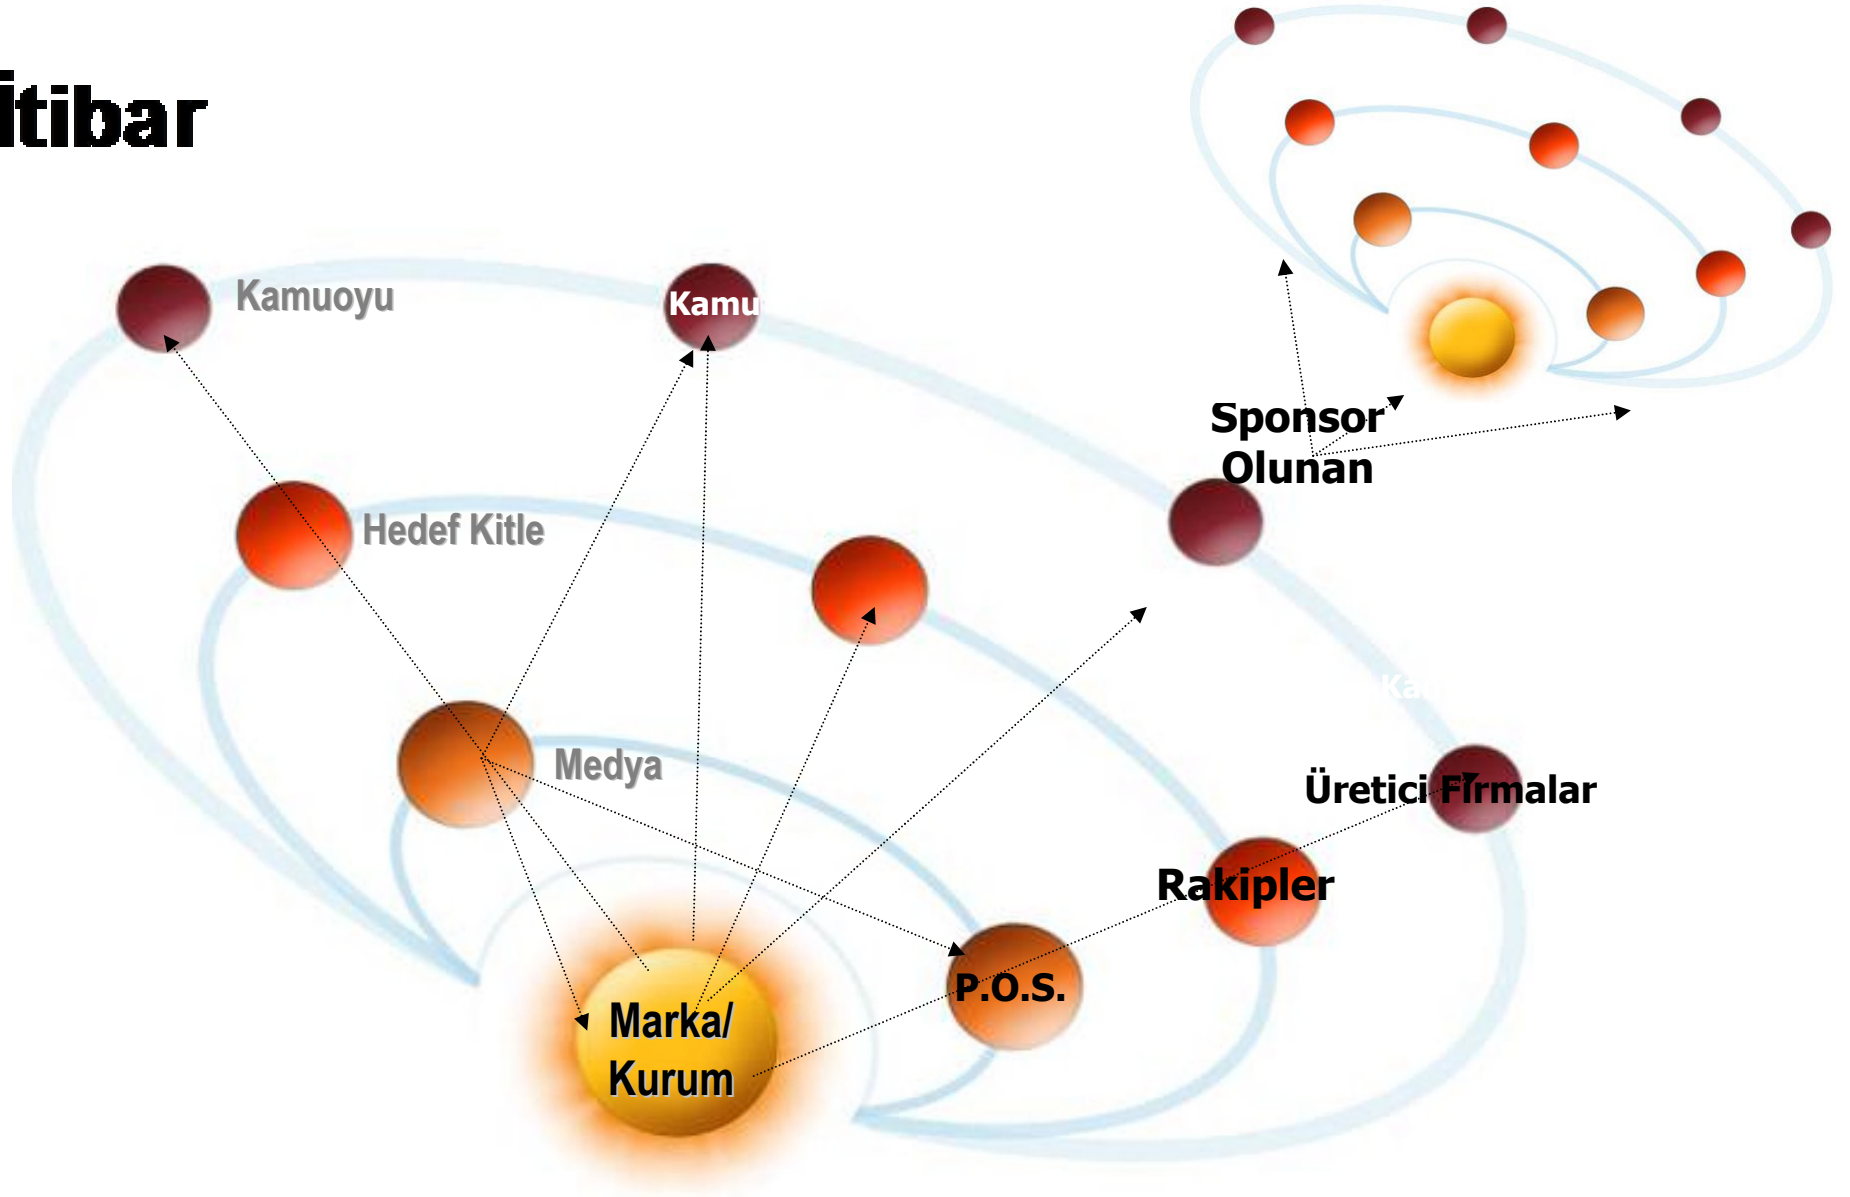 İtibar
Kamuoyu
Kamu
Sponsor
Olunan
Hedef Kitle
Medya
Üretici Firmalar
Rakipler
P.O.S.
Marka/
Kurum